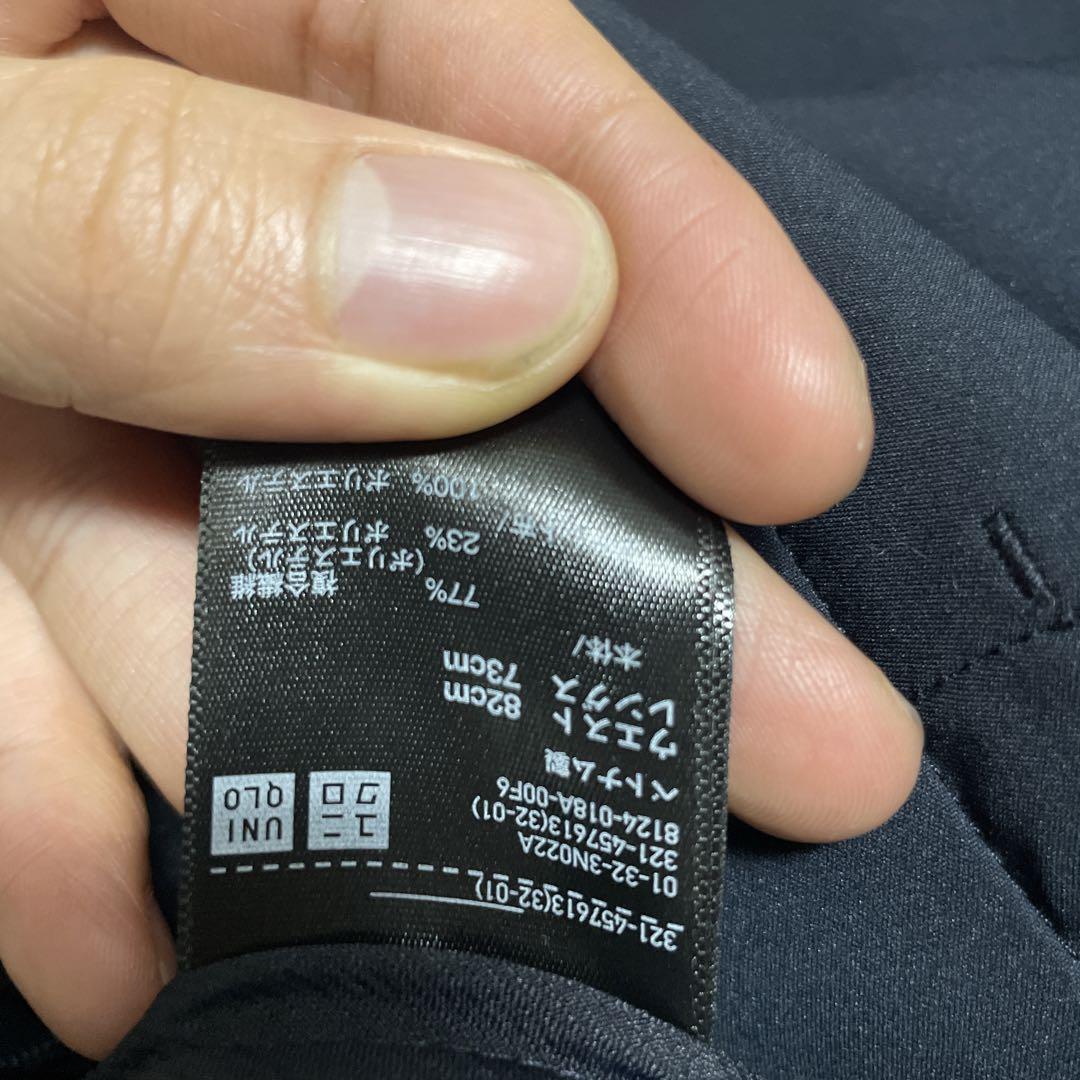 321-457613(32-01)
01-32-3N022A
321-457613(32-01)
8124-018A-00F6
ベトナム製
ユニ
クロ
UNI
QLO
ウエスト 82cm
レングス 73cm
本体/
77% 複合繊維
(ポリエステル)
23% ポリエステル
100% ポリエステル